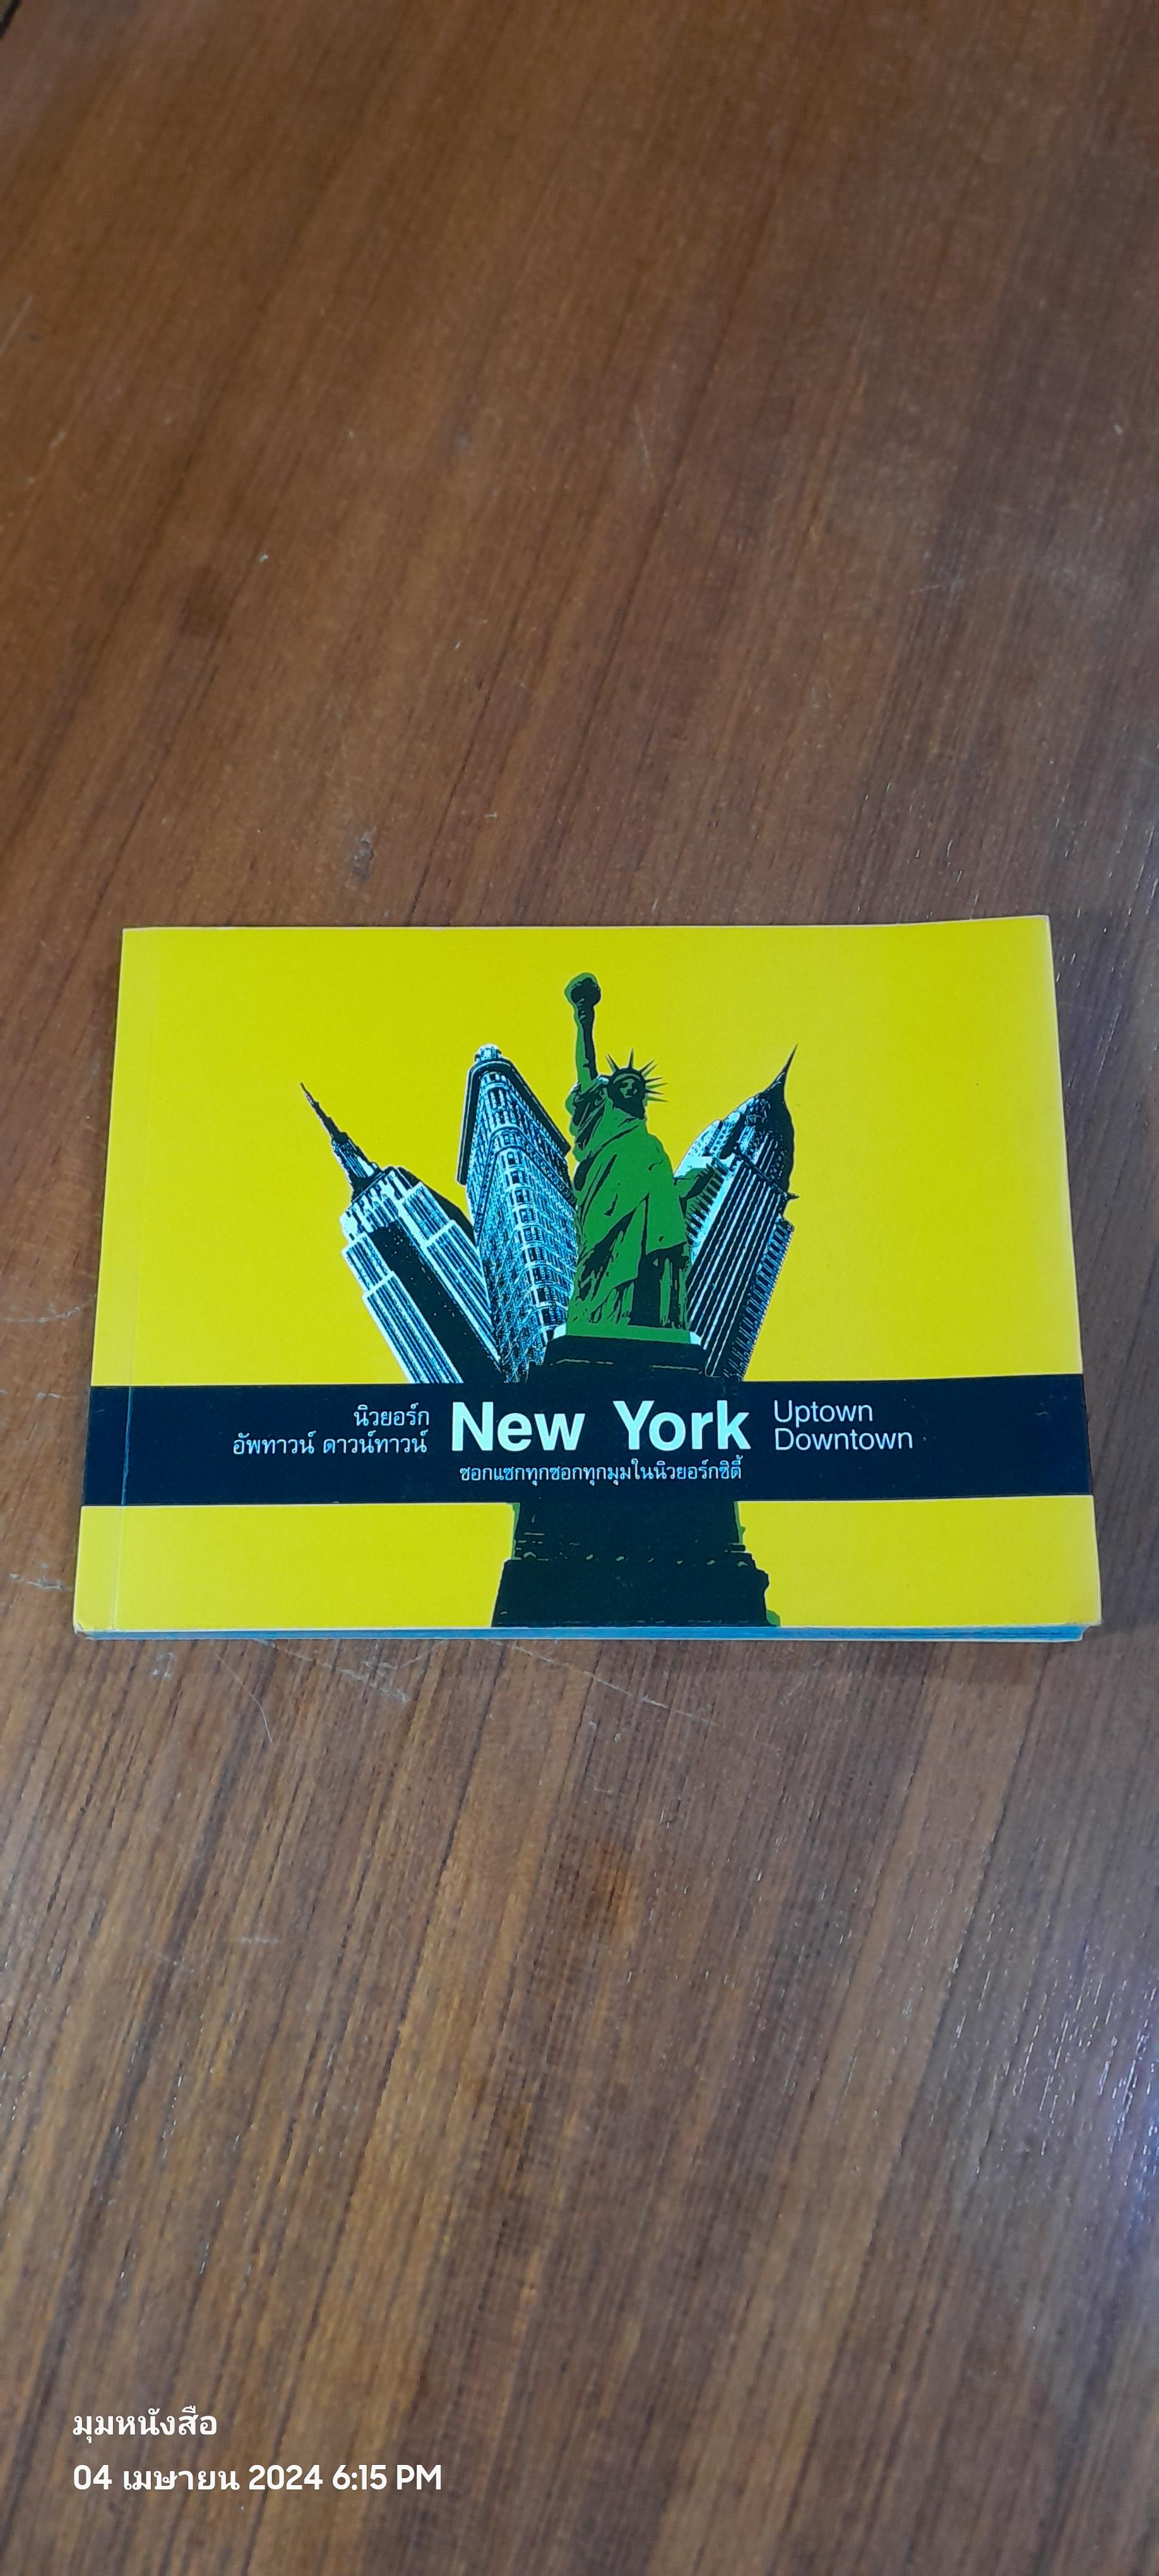 นิวยอร์ก
อัพทาวน์ ดาวน์ทาวน์
New York
Uptown
Downtown
ซอกแซกทุกซอกทุกมุมในนิวยอร์กซิตี้
มุมหนังสือ
04 เมษายน 2024 6:15 PM